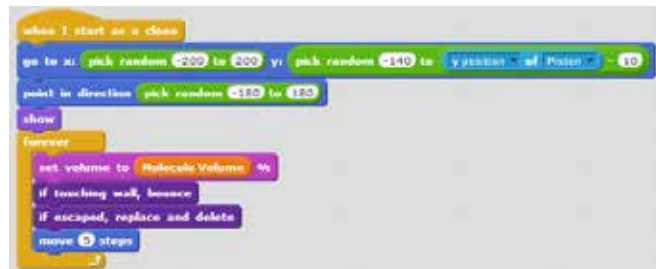 when I start as a clone
go to x: pick random -200 to 200 y: pick random -140 to y position of Piston - 10
point in direction pick random -180 to 180
show
forever
set volume to Molecule Volume %
if touching wall, bounce
if escaped, replace and delete
move 5 steps